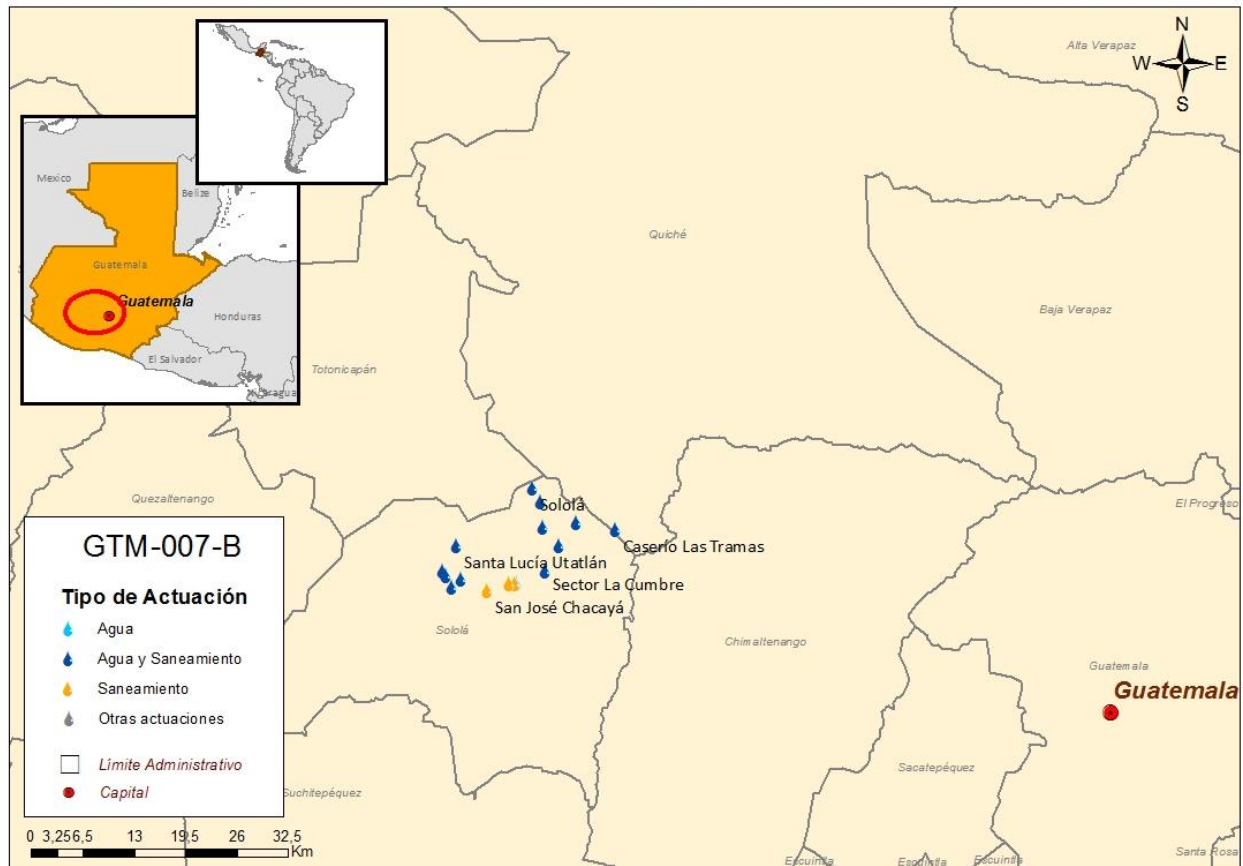 N
W E
S
Alta Verapaz
Mexico
Belize
Guatemala
Guatemala
Honduras
El Salvador
Quiché
Baja Verapaz
Totonicapán
Quezaltenango
El Progreso
Sololá
Caserío Las Tramas
Santa Lucía Utatlán
Sector La Cumbre
San José Chacayá
Sololá
Chimaltenango
Guatemala
Guatemala
Sacatepéquez
Suchitepéquez
Escuintla
Escuintla
Escuintla
Santa Rosa
GTM-007-B
Tipo de Actuación
Agua
Agua y Saneamiento
Saneamiento
Otras actuaciones
Límite Administrativo
Capital
0 3,256,5 13 19,5 26 32,5
Km